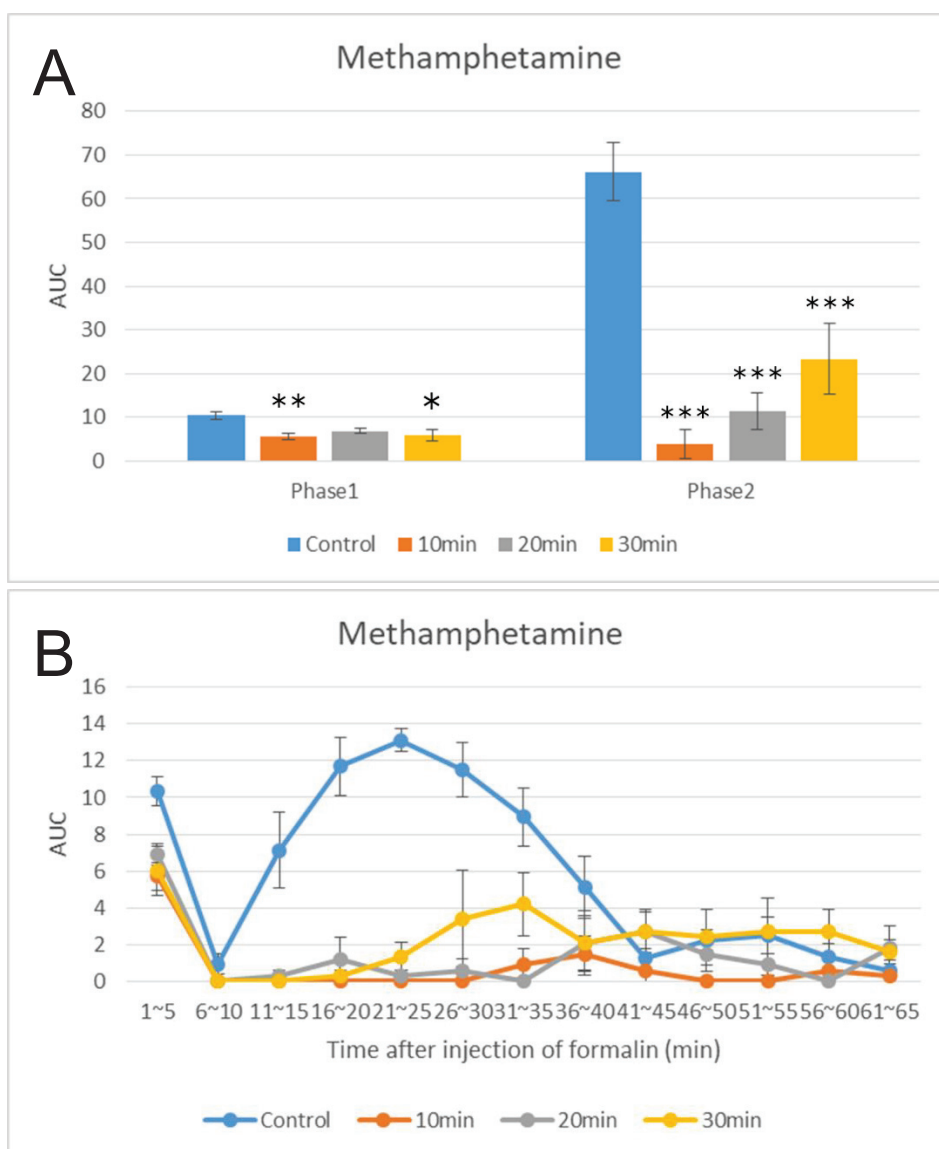 A
Methamphetamine
80
70
60
50
40
30
20
10
0
AUC
**
*
***
***
***
Phase1 Phase2
Control 10min 20min 30min
B
Methamphetamine
16
14
12
10
8
6
4
2
0
AUC
1~5 6~10 11~15 16~20 21~25 26~30 31~35 36~40 41~45 46~50 51~55 56~60 61~65
Time after injection of formalin (min)
Control 10min 20min 30min